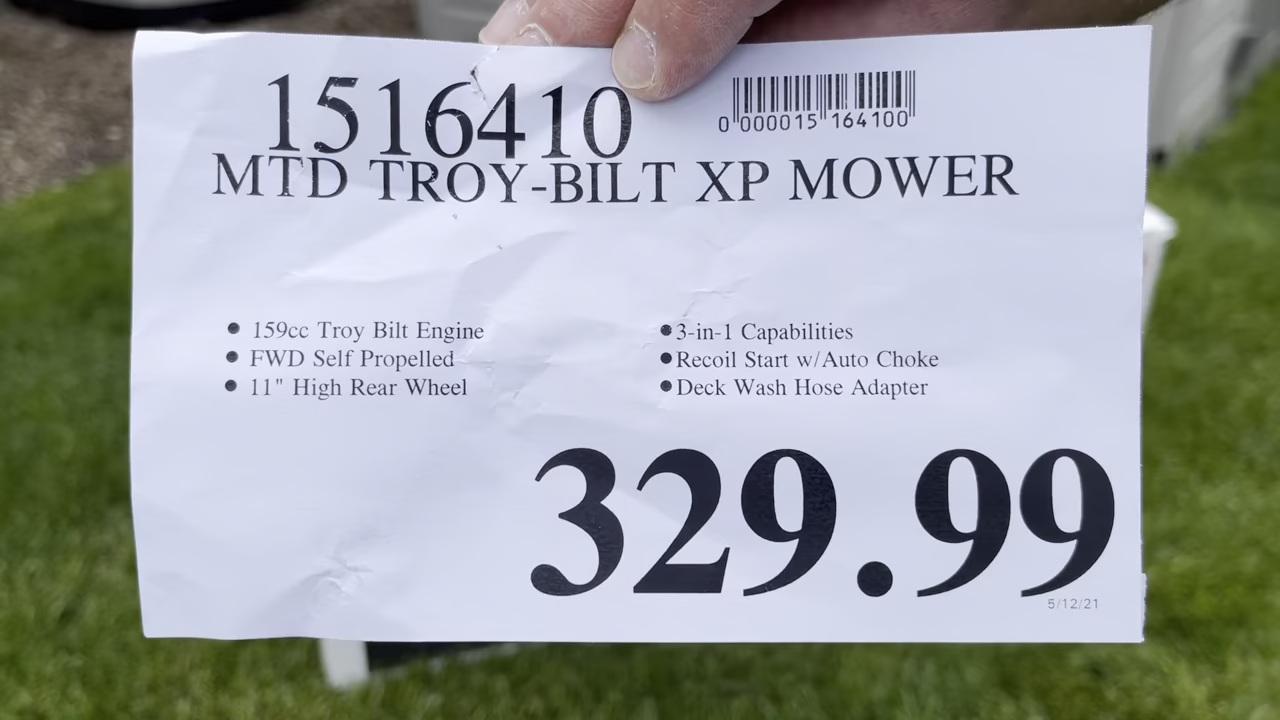 1516410
0 000015 164100
MTD TROY-BILT XP MOWER
• 159cc Troy Bilt Engine
• FWD Self Propelled
• 11" High Rear Wheel
• 3-in-1 Capabilities
• Recoil Start w/Auto Choke
• Deck Wash Hose Adapter
329.99
5/12/21